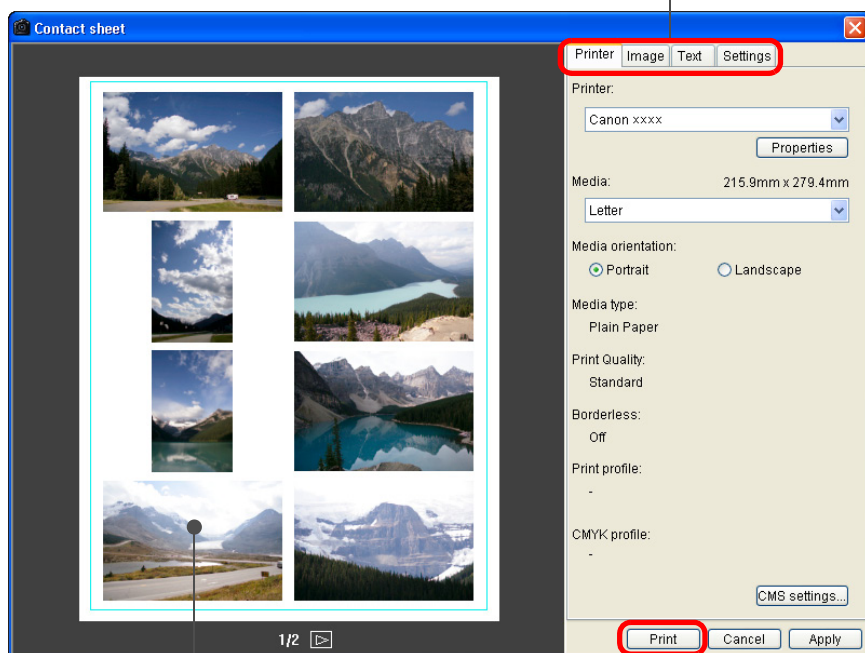 Contact sheet
Printer Image Text Settings
Printer:
Canon xxxx
Properties
Media: 215.9mm x 279.4mm
Letter
Media orientation:
Portrait Landscape
Media type:
Plain Paper
Print Quality:
Standard
Borderless:
Off
Print profile:
-
CMYK profile:
-
CMS settings...
1/2
Print Cancel Apply